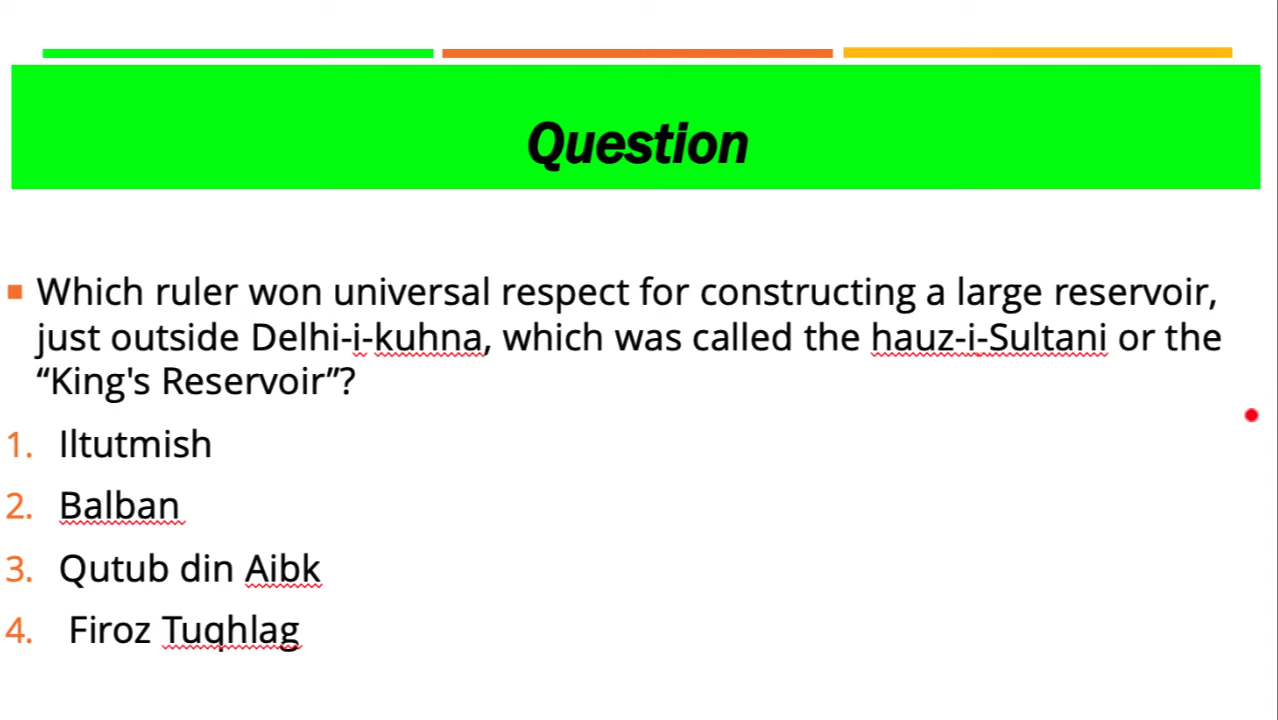 Question
Which ruler won universal respect for constructing a large reservoir,
just outside Delhi-i-kuhna, which was called the hauz-i-Sultani or the
“King's Reservoir”?
1. Iltutmish
2. Balban
3. Qutub din Aibk
4. Firoz Tuqhlag